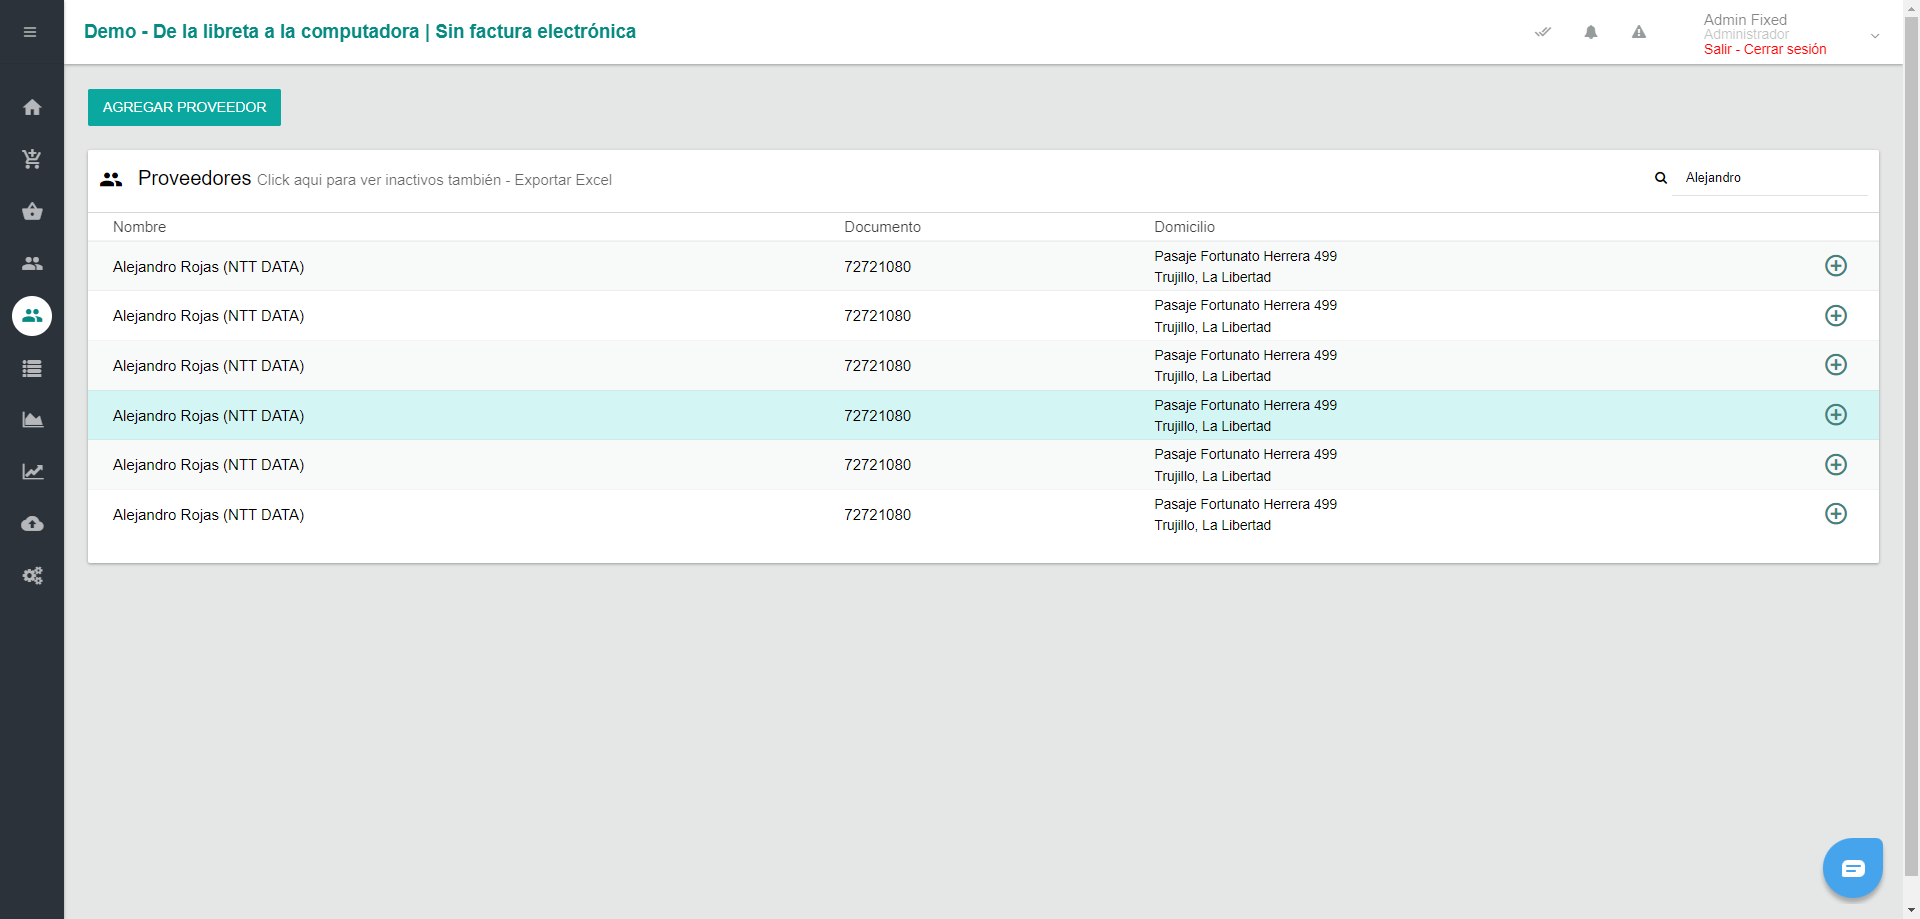 Demo - De la libreta a la computadora | Sin factura electrónica
Admin Fixed
Administrador
Salir - Cerrar sesión
AGREGAR PROVEEDOR
Proveedores Click aqui para ver inactivos también - Exportar Excel
Alejandro
Nombre Documento Domicilio
Alejandro Rojas (NTT DATA) 72721080 Pasaje Fortunato Herrera 499
Trujillo, La Libertad
Alejandro Rojas (NTT DATA) 72721080 Pasaje Fortunato Herrera 499
Trujillo, La Libertad
Alejandro Rojas (NTT DATA) 72721080 Pasaje Fortunato Herrera 499
Trujillo, La Libertad
Alejandro Rojas (NTT DATA) 72721080 Pasaje Fortunato Herrera 499
Trujillo, La Libertad
Alejandro Rojas (NTT DATA) 72721080 Pasaje Fortunato Herrera 499
Trujillo, La Libertad
Alejandro Rojas (NTT DATA) 72721080 Pasaje Fortunato Herrera 499
Trujillo, La Libertad